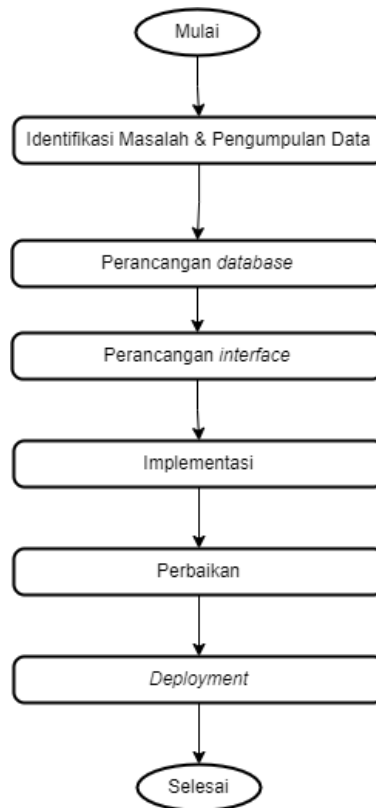 Mulai
Identifikasi Masalah & Pengumpulan Data
Perancangan database
Perancangan interface
Implementasi
Perbaikan
Deployment
Selesai